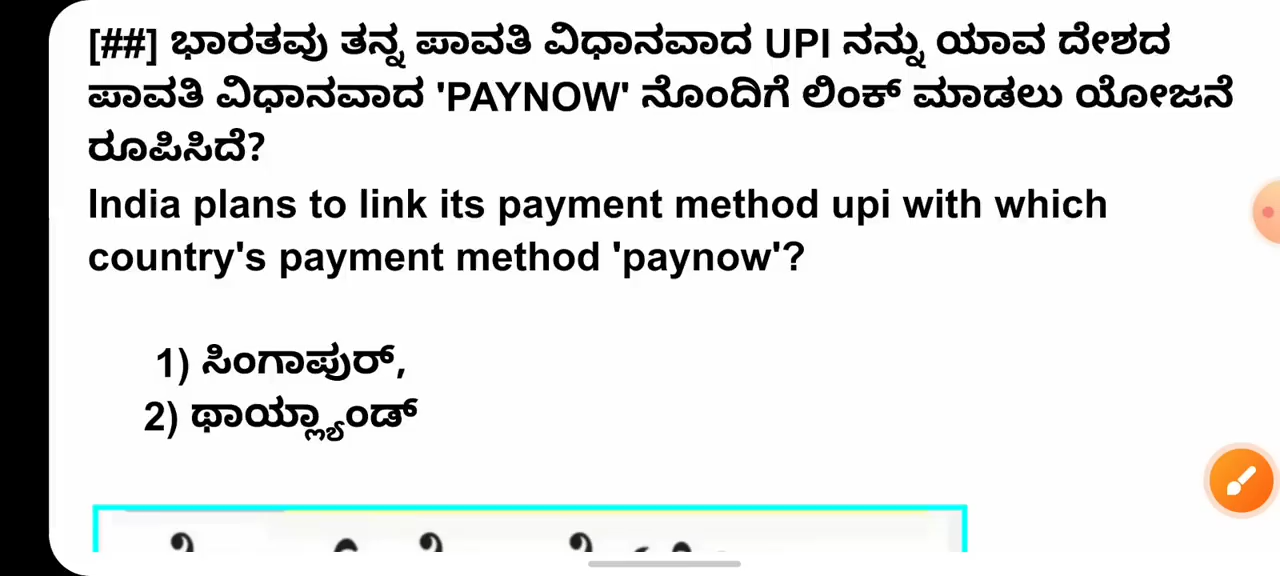 [##] ಭಾರತವು ತನ್ನ ಪಾವತಿ ವಿಧಾನವಾದ UPI ನನ್ನು ಯಾವ ದೇಶದ
ಪಾವತಿ ವಿಧಾನವಾದ 'PAYNOW' ನೊಂದಿಗೆ ಲಿಂಕ್ ಮಾಡಲು ಯೋಜನೆ
ರೂಪಿಸಿದೆ?
India plans to link its payment method upi with which
country's payment method 'paynow'?
1) ಸಿಂಗಾಪುರ್,
2) ಥಾಯ್ಲ್ಯಾಂಡ್